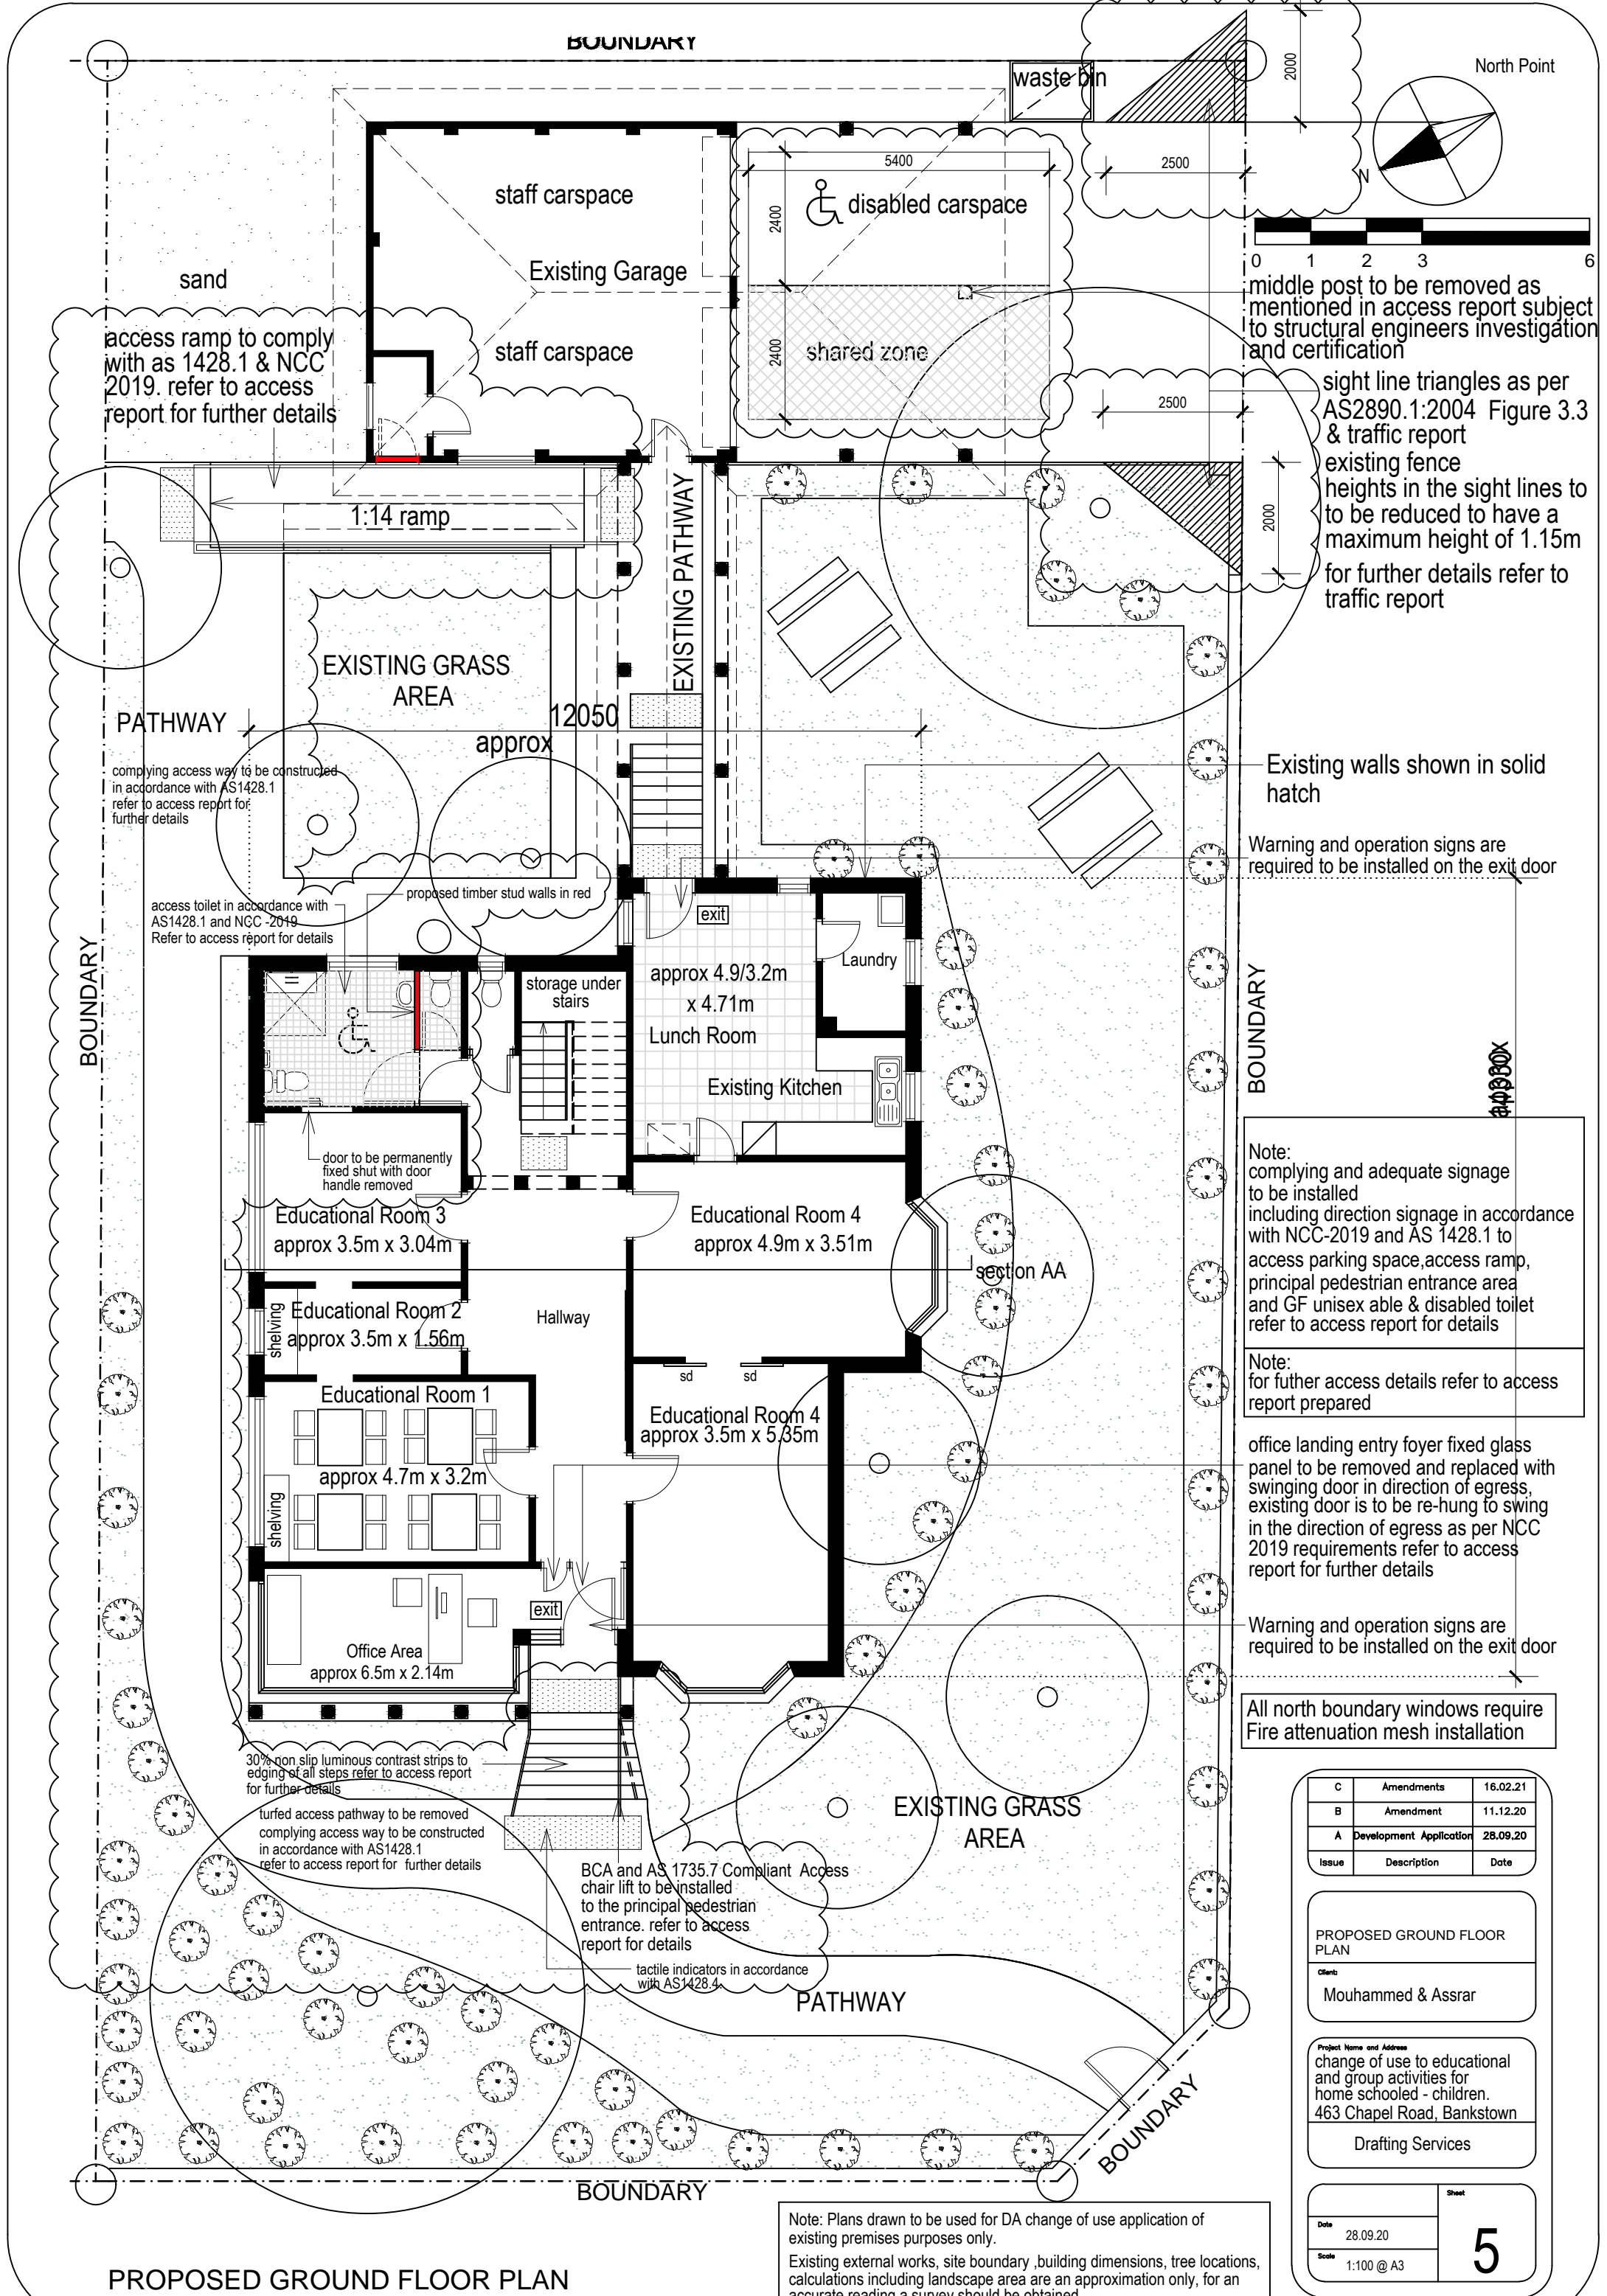 BOUNDARY
waste bin
2000
North Point
N
2500
5400
2400
disabled carspace
staff carspace
Existing Garage
staff carspace
2400
shared zone
sand
0 1 2 3 6
middle post to be removed as
mentioned in access report subject
to structural engineers investigation
and certification
sight line triangles as per
AS2890.1:2004 Figure 3.3
& traffic report
existing fence
heights in the sight lines to
to be reduced to have a
maximum height of 1.15m
for further details refer to
traffic report
2500
2000
access ramp to comply
with as 1428.1 & NCC
2019. refer to access
report for further details
1:14 ramp
EXISTING PATHWAY
EXISTING GRASS
AREA
PATHWAY
12050
approx
complying access way to be constructed
in accordance with AS1428.1
refer to access report for
further details
Existing walls shown in solid
hatch
Warning and operation signs are
required to be installed on the exit door
proposed timber stud walls in red
access toilet in accordance with
AS1428.1 and NCC -2019
Refer to access report for details
exit
BOUNDARY
storage under
stairs
approx 4.9/3.2m
x 4.71m
Lunch Room
Laundry
Existing Kitchen
BOUNDARY
approx
door to be permanently
fixed shut with door
handle removed
Educational Room 3
approx 3.5m x 3.04m
Educational Room 4
approx 4.9m x 3.51m
section AA
Note:
complying and adequate signage
to be installed
including direction signage in accordance
with NCC-2019 and AS 1428.1 to
access parking space,access ramp,
principal pedestrian entrance area
and GF unisex able & disabled toilet
refer to access report for details
Note:
for futher access details refer to access
report prepared
shelving
Educational Room 2
approx 3.5m x 1.56m
Hallway
sd sd
Educational Room 1
approx 4.7m x 3.2m
shelving
Educational Room 4
approx 3.5m x 5.35m
office landing entry foyer fixed glass
panel to be removed and replaced with
swinging door in direction of egress,
existing door is to be re-hung to swing
in the direction of egress as per NCC
2019 requirements refer to access
report for further details
exit
Office Area
approx 6.5m x 2.14m
Warning and operation signs are
required to be installed on the exit door
All north boundary windows require
Fire attenuation mesh installation
30% non slip luminous contrast strips to
edging of all steps refer to access report
for further details
turfed access pathway to be removed
complying access way to be constructed
in accordance with AS1428.1
refer to access report for further details
BCA and AS 1735.7 Compliant Access
chair lift to be installed
to the principal pedestrian
entrance. refer to access
report for details
tactile indicators in accordance
with AS1428.4
EXISTING GRASS
AREA
PATHWAY
BOUNDARY
BOUNDARY
C Amendments 16.02.21
B Amendment 11.12.20
A Development Application 28.09.20
Issue Description Date
PROPOSED GROUND FLOOR
PLAN
Client:
Mouhammed & Assrar
Project Name and Address
change of use to educational
and group activities for
home schooled - children.
463 Chapel Road, Bankstown
Drafting Services
Sheet
5
Date 28.09.20
Scale 1:100 @ A3
Note: Plans drawn to be used for DA change of use application of
existing premises purposes only.
Existing external works, site boundary ,building dimensions, tree locations,
calculations including landscape area are an approximation only, for an
accurate reading a survey should be obtained
PROPOSED GROUND FLOOR PLAN